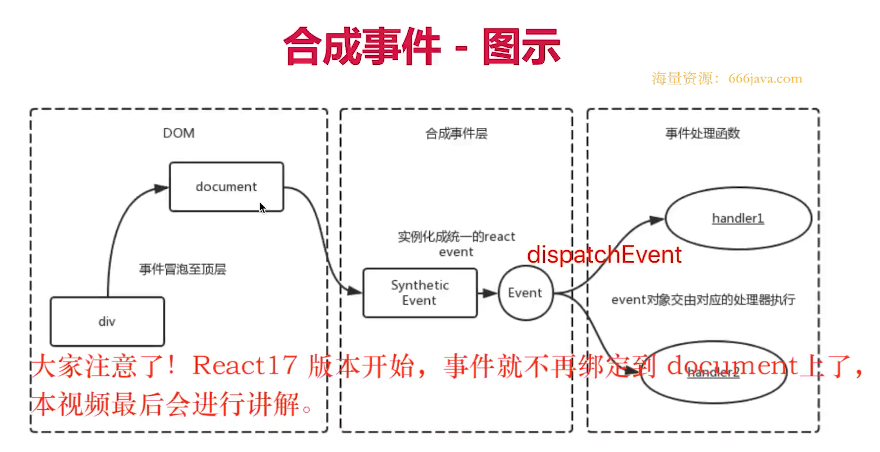 合成事件 - 图示
海量资源：666java.com
DOM
合成事件层
事件处理函数
document
handler1
实例化成统一的react
event
dispatchEvent
事件冒泡至顶层
Synthetic
Event
Event
event对象交由对应的处理器执行
div
大家注意了！React17 版本开始，事件就不再绑定到 document上了，
handler2
本视频最后会进行讲解。